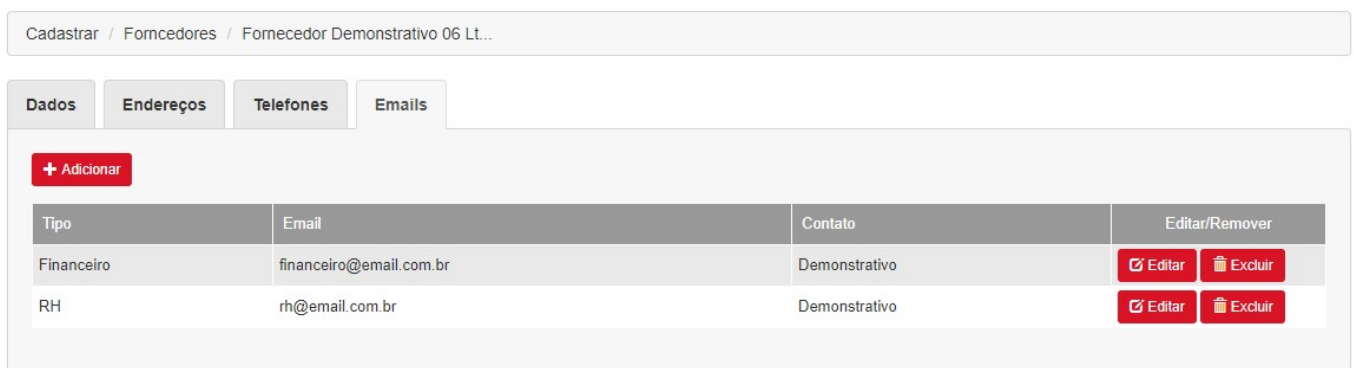 Cadastrar / Forncedores / Fornecedor Demonstrativo 06 Lt...
Dados Endereços Telefones Emails
Adicionar
Tipo Email Contato Editar/Remover
Financeiro financeiro@email.com.br Demonstrativo Editar Excluir
RH rh@email.com.br Demonstrativo Editar Excluir